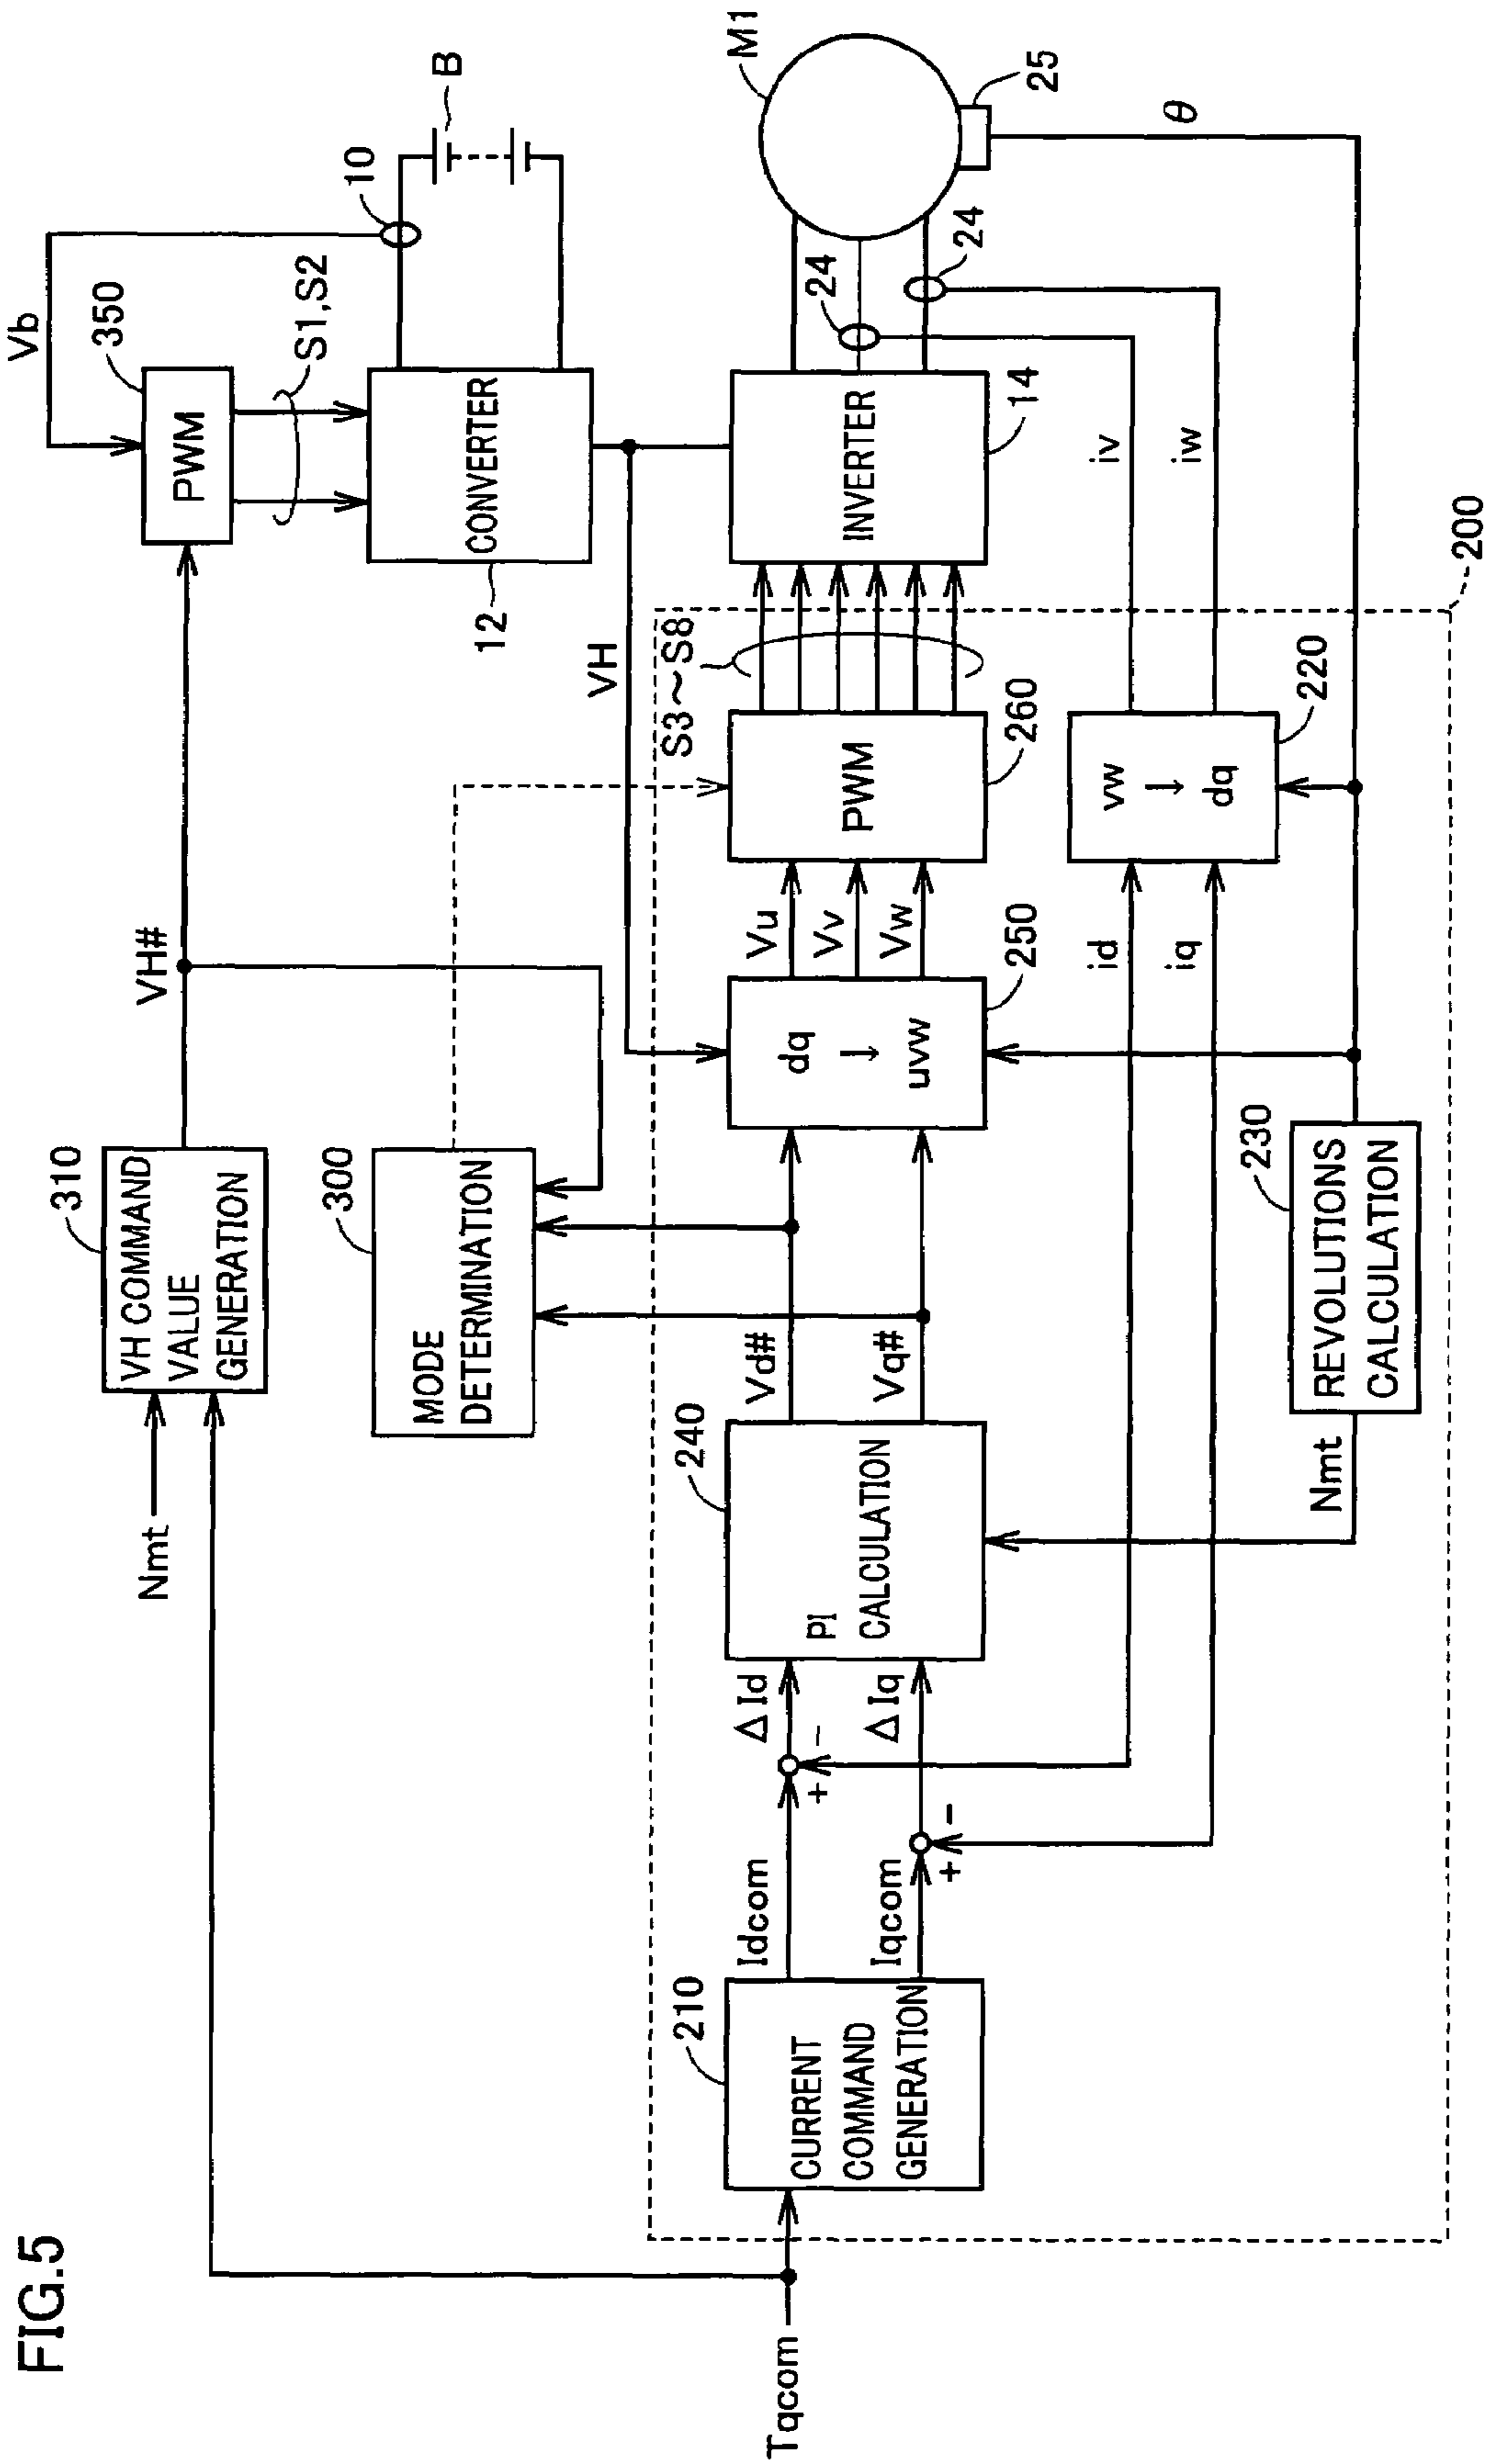 FIG.5
Vb
350
PWM
S1,S2
10
B
VH#
310
VH COMMAND
VALUE
GENERATION
Nmt
CONVERTER
12
300
MODE
DETERMINATION
VH
M1
25
θ
24
24
INVERTER
14
S3~S8
PWM
260
Vu
Vv
Vw
dq
↓
uvw
250
Vd#
Vq#
240
PI
CALCULATION
ΔId
ΔIq
+
−
+
−
Idcom
Iqcom
210
CURRENT
COMMAND
GENERATION
Tqcom
iv
iw
vw
↓
dq
220
id
iq
200
230
REVOLUTIONS
CALCULATION
Nmt